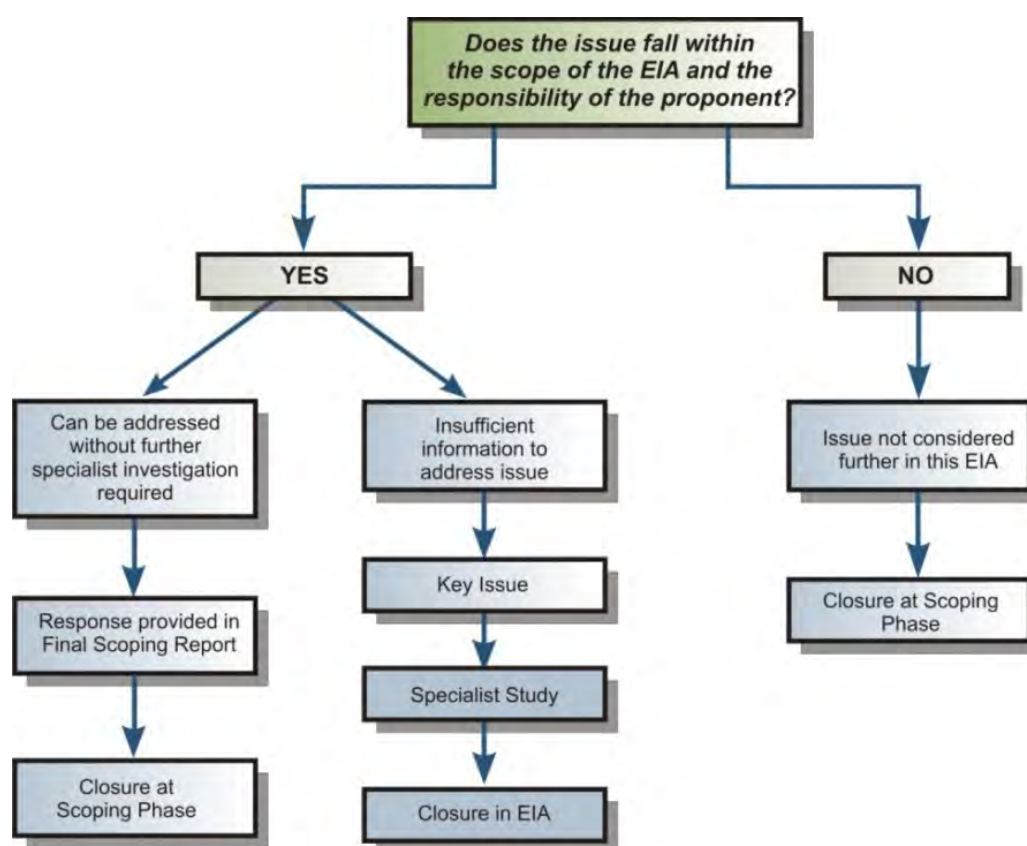 Does the issue fall within
the scope of the EIA and the
responsibility of the proponent?
YES
NO
Can be addressed
without further
specialist investigation
required
Insufficient
information to
address issue
Issue not considered
further in this EIA
Key Issue
Closure at Scoping
Phase
Response provided in
Final Scoping Report
Specialist Study
Closure at
Scoping Phase
Closure in EIA